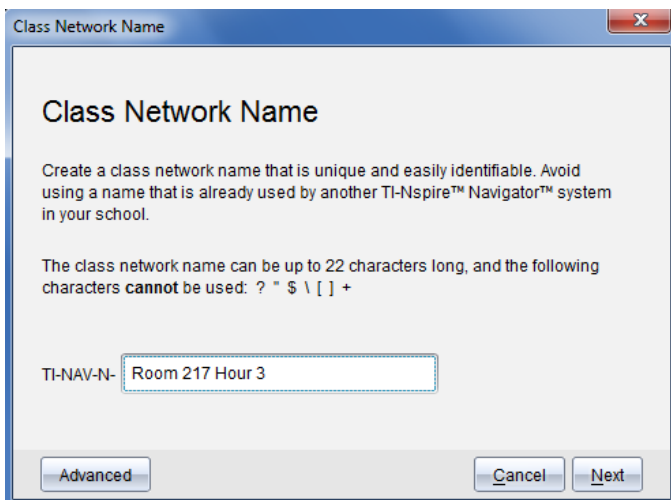 Class Network Name
X
Class Network Name
Create a class network name that is unique and easily identifiable. Avoid
using a name that is already used by another TI-Nspire™ Navigator™ system
in your school.
The class network name can be up to 22 characters long, and the following
characters cannot be used: ? " $ \ [ ] +
TI-NAV-N- Room 217 Hour 3
Advanced Cancel Next